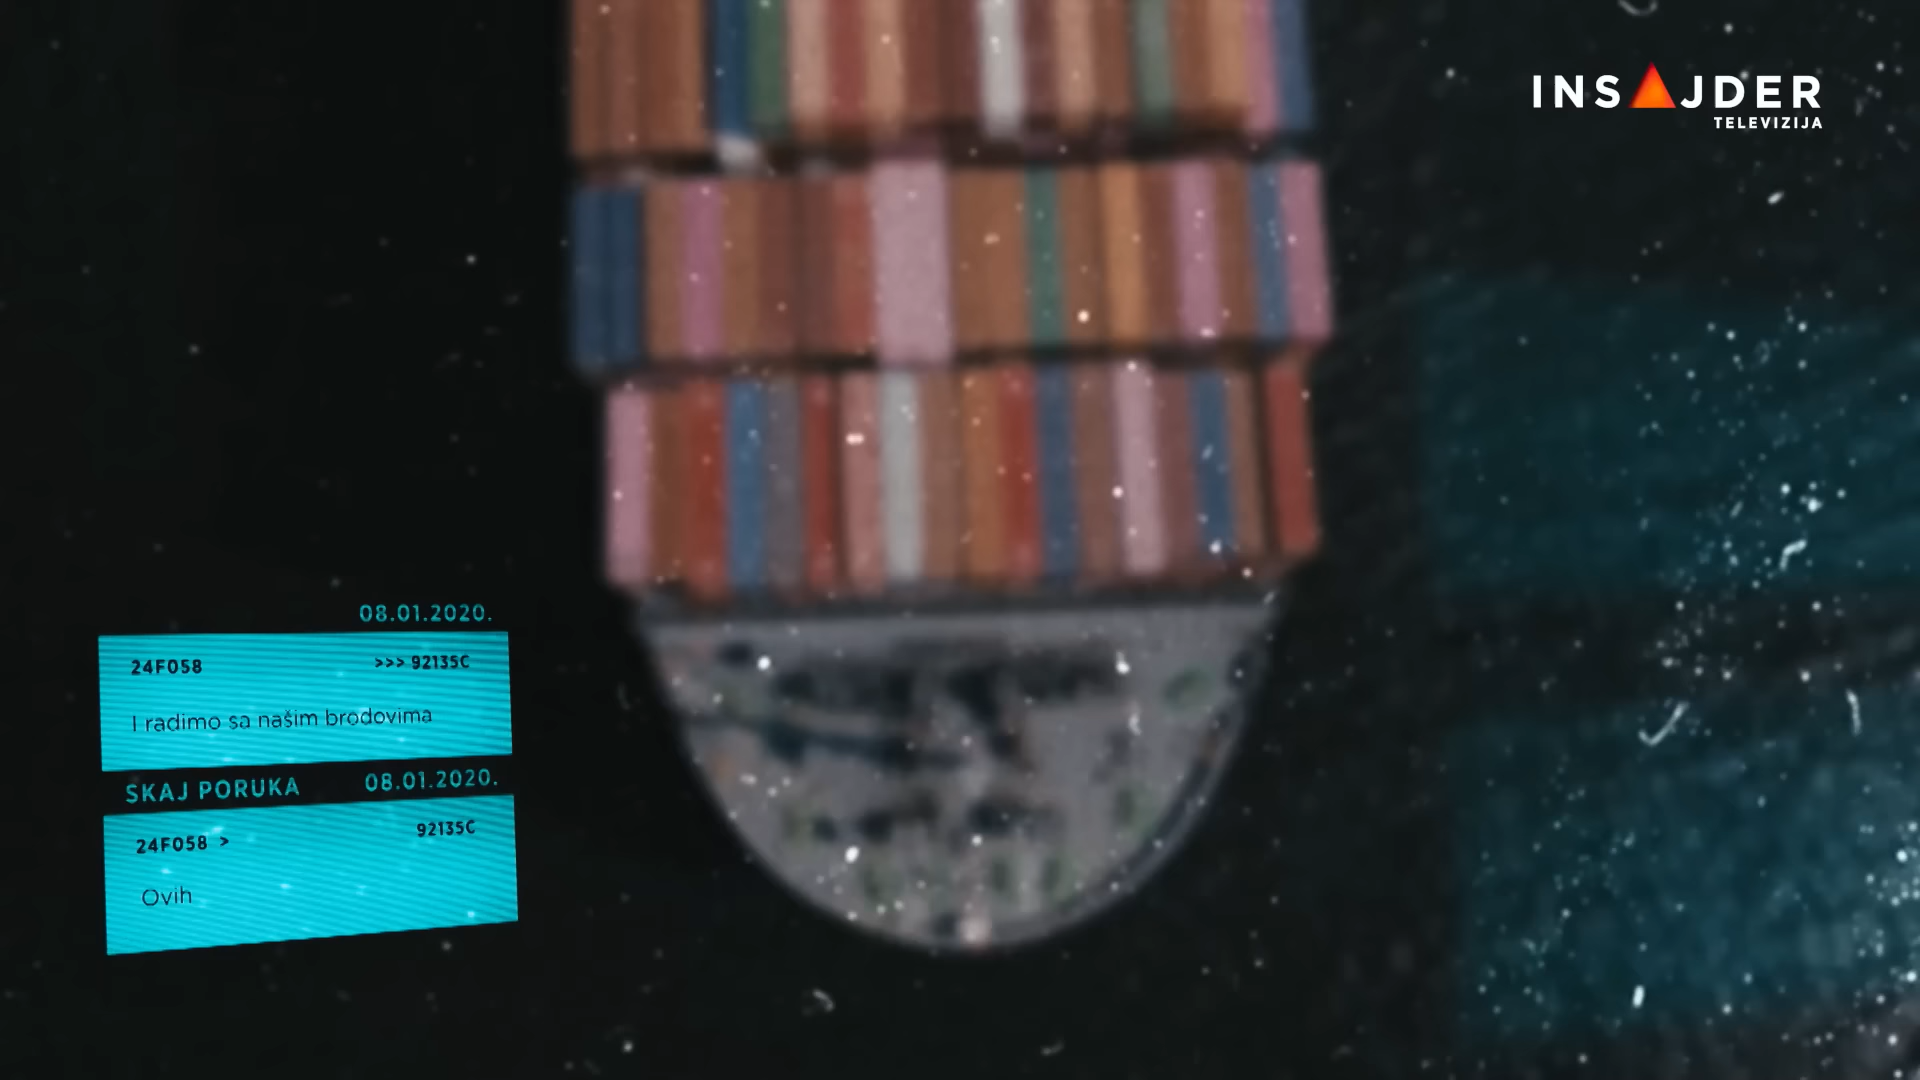 INSAJDER
TELEVIZIJA
08.01.2020.
24F058 >>> 92135C
I radimo sa našim brodovima
SKAJ PORUKA 08.01.2020.
24F058 > 92135C
Ovih